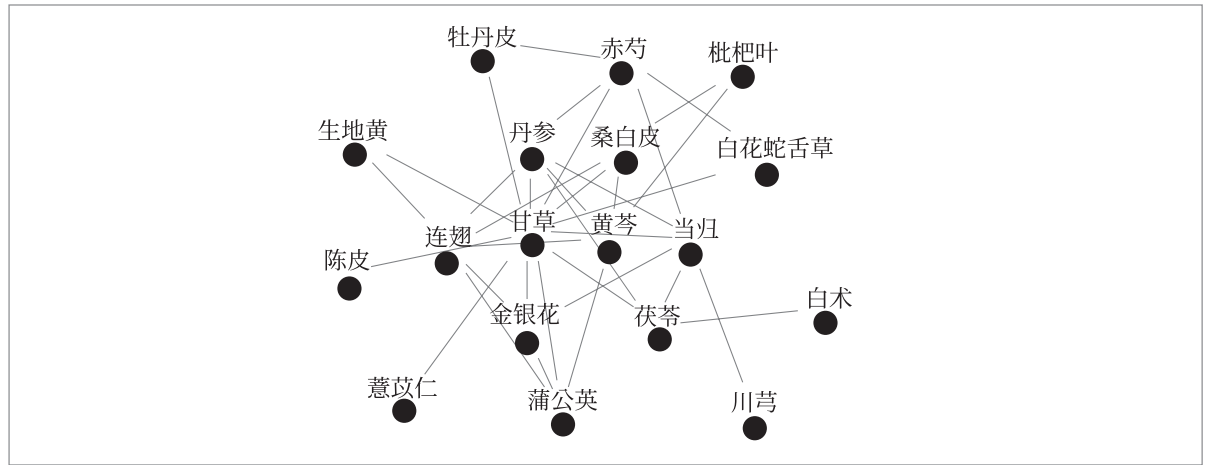 牡丹皮
赤芍
枇杷叶
生地黄
丹参
桑白皮
白花蛇舌草
连翘
甘草
黄芩
当归
陈皮
金银花
茯苓
白术
薏苡仁
蒲公英
川芎